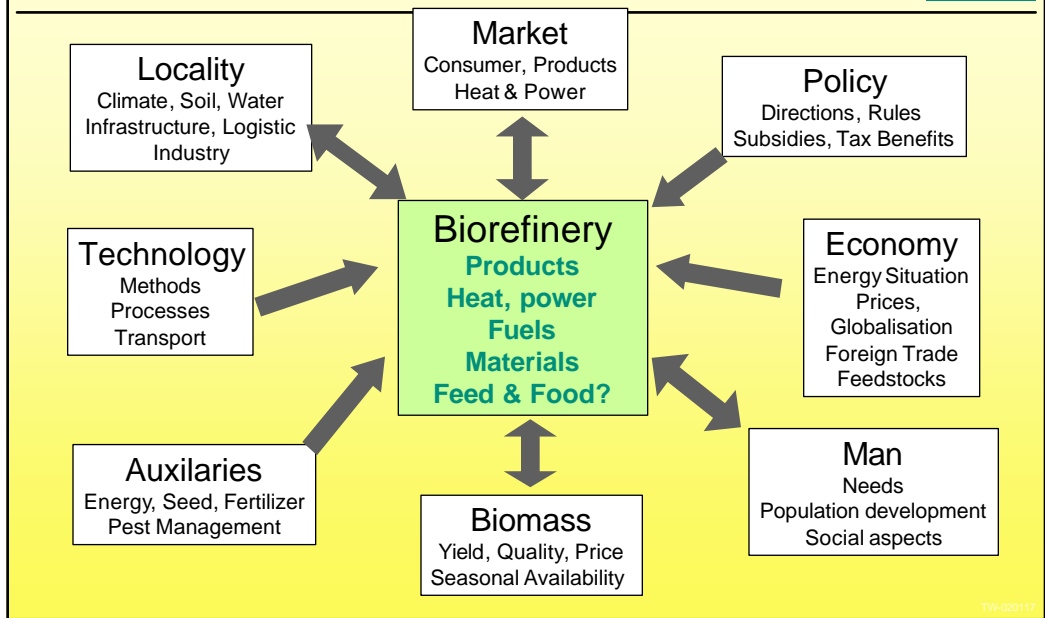 Market
Consumer, Products
Heat & Power
Locality
Climate, Soil, Water
Infrastructure, Logistic
Industry
Policy
Directions, Rules
Subsidies, Tax Benefits
Biorefinery
Products
Heat, power
Fuels
Materials
Feed & Food?
Technology
Methods
Processes
Transport
Economy
Energy Situation
Prices,
Globalisation
Foreign Trade
Feedstocks
Auxilaries
Energy, Seed, Fertilizer
Pest Management
Biomass
Yield, Quality, Price
Seasonal Availability
Man
Needs
Population development
Social aspects
TW-020117